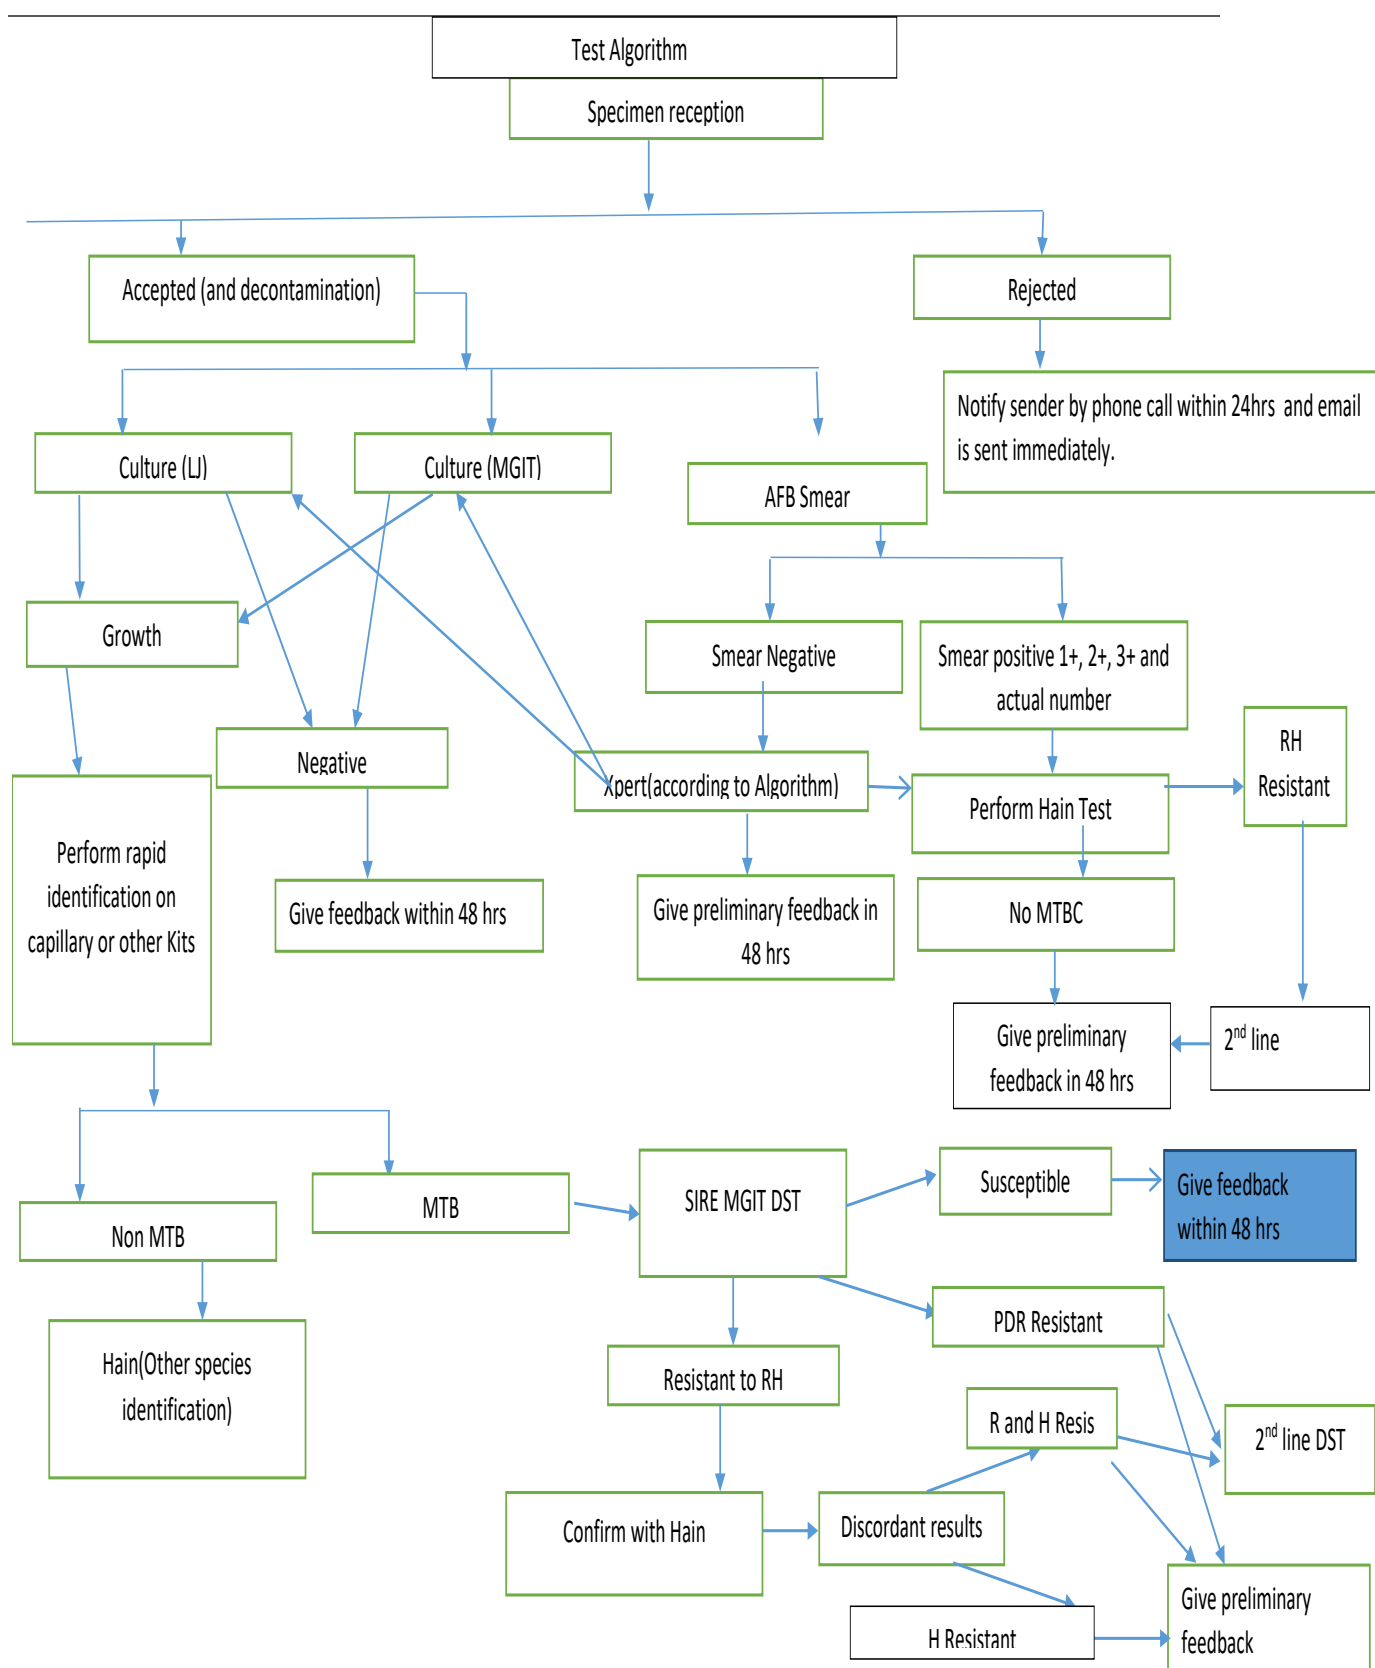 Test Algorithm
Specimen reception
Accepted (and decontamination)
Rejected
Notify sender by phone call within 24hrs and email
is sent immediately.
Culture (LJ)
Culture (MGIT)
AFB Smear
Growth
Smear Negative
Smear positive 1+, 2+, 3+ and
actual number
Negative
Xpert(according to Algorithm)
Perform Hain Test
RH
Resistant
Perform rapid
identification on
capillary or other Kits
Give feedback within 48 hrs
Give preliminary feedback in
48 hrs
No MTBC
Give preliminary
feedback in 48 hrs
2nd line
Non MTB
MTB
SIRE MGIT DST
Susceptible
Give feedback
within 48 hrs
Hain(Other species
identification)
PDR Resistant
Resistant to RH
R and H Resis
2nd line DST
Confirm with Hain
Discordant results
H Resistant
Give preliminary
feedback